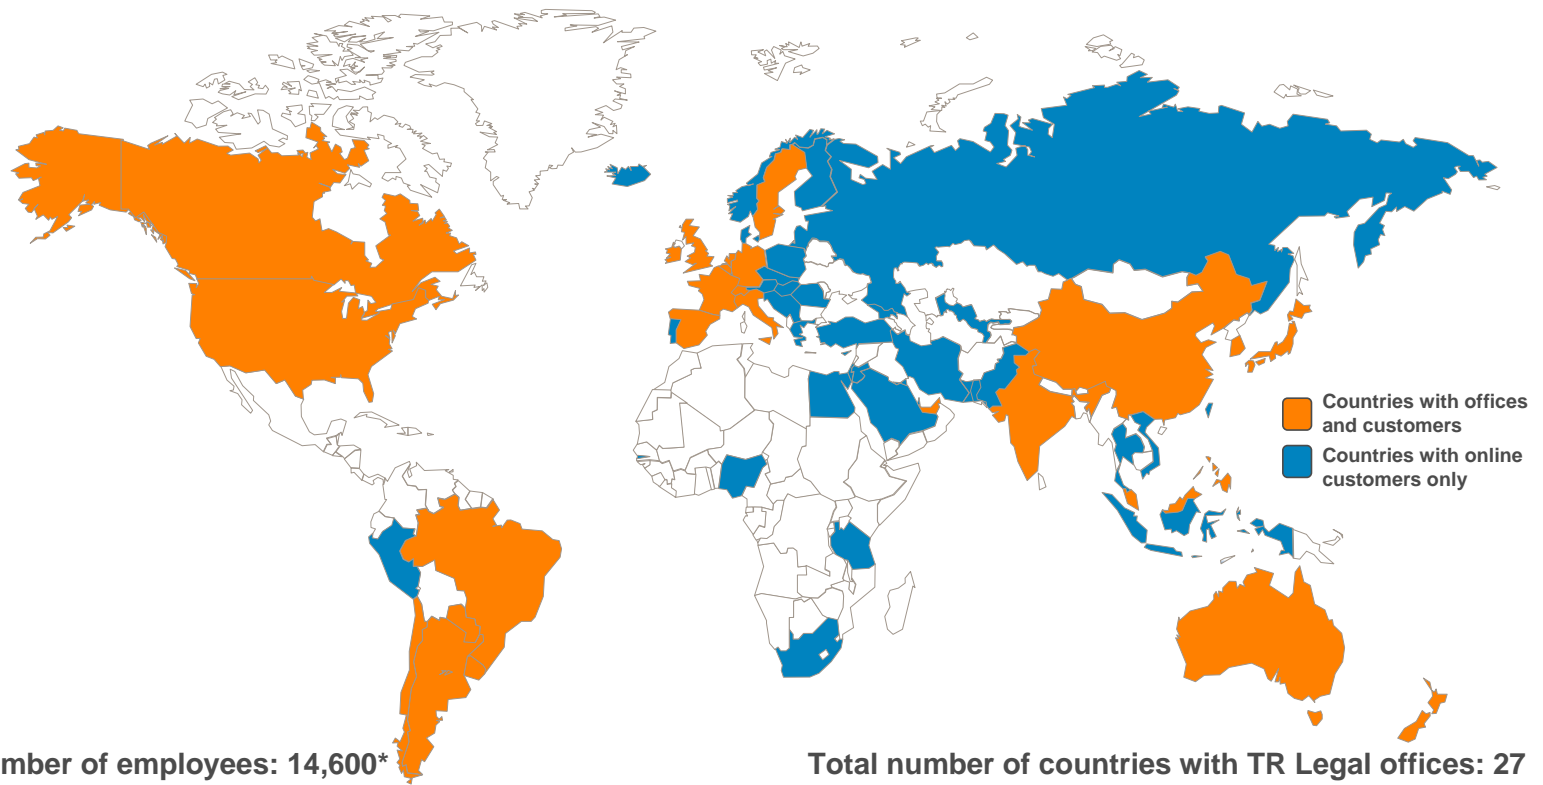 Countries with offices
and customers
Countries with online
customers only
mber of employees: 14,600*
Total number of countries with TR Legal offices: 27